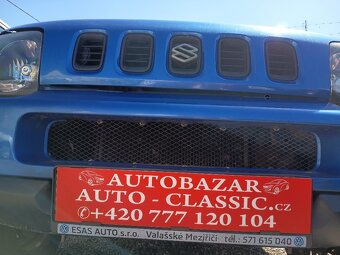 AUTOBAZAR
AUTO - CLASSIC.cz
+420 777 120 104
ESAS AUTO s.r.o. Valašské Meziříčí tel.: 571 615 040